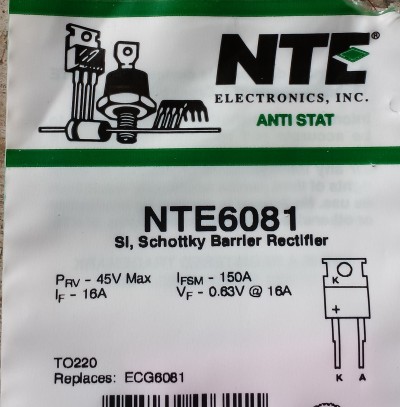 NTE®
ELECTRONICS, INC.
ANTI STAT
NTE6081
SI, Schottky Barrier Rectifier
PRV - 45V Max IFSM - 150A
IF - 16A VF - 0.63V @ 16A
K
+
K A
TO220
Replaces: ECG6081